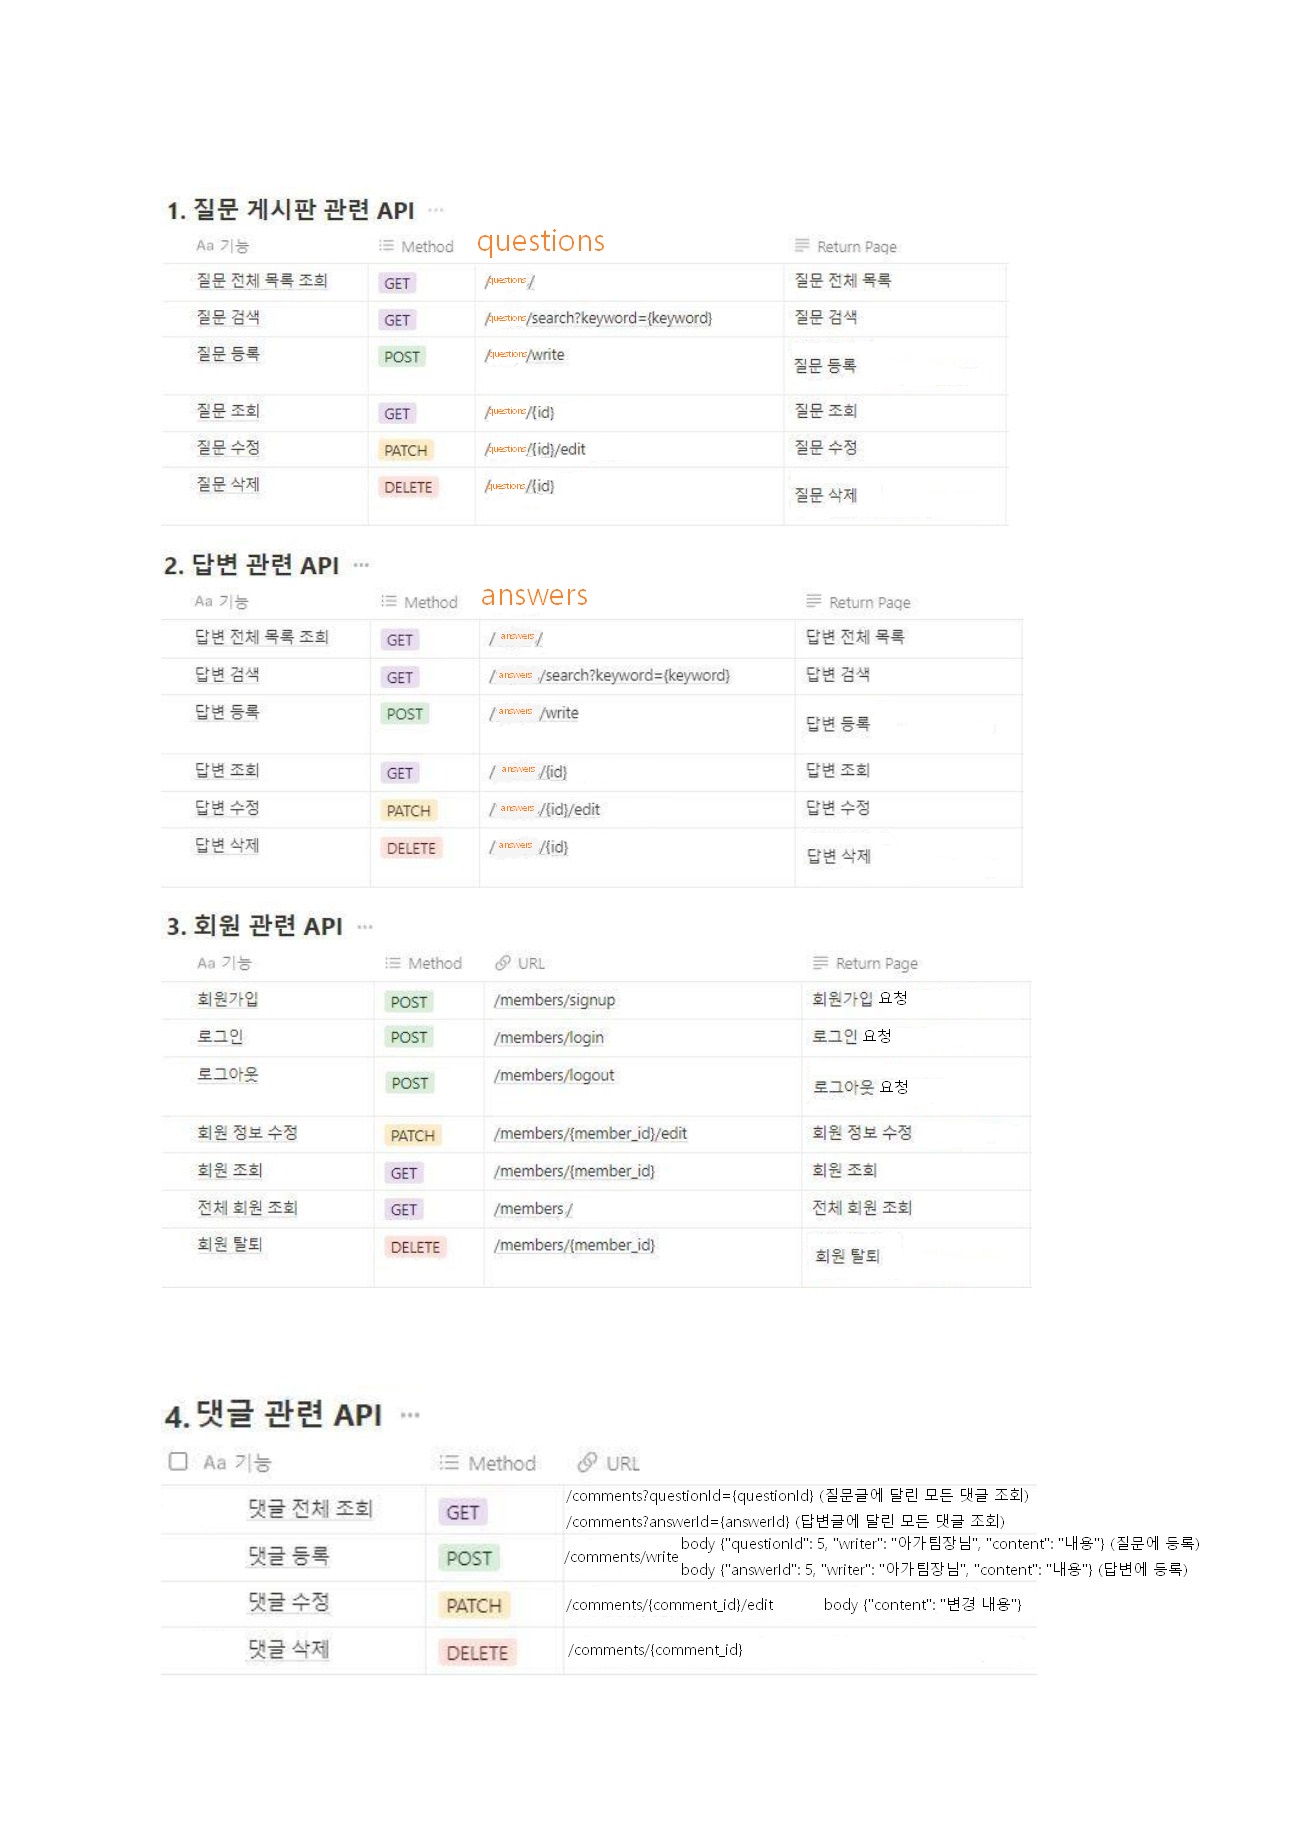 1. 질문 게시판 관련 API ...
Aa 기능 Method questions Return Page
질문 전체 목록 조회 GET /questions/ 질문 전체 목록
질문 검색 GET /questions/search?keyword={keyword} 질문 검색
질문 등록 POST /questions/write 질문 등록
질문 조회 GET /questions/{id} 질문 조회
질문 수정 PATCH /questions/{id}/edit 질문 수정
질문 삭제 DELETE /questions/{id} 질문 삭제
2. 답변 관련 API ...
Aa 기능 Method answers Return Page
답변 전체 목록 조회 GET / answers / 답변 전체 목록
답변 검색 GET / answers /search?keyword={keyword} 답변 검색
답변 등록 POST / answers /write 답변 등록
답변 조회 GET / answers /{id} 답변 조회
답변 수정 PATCH / answers /{id}/edit 답변 수정
답변 삭제 DELETE / answers /{id} 답변 삭제
3. 회원 관련 API ...
Aa 기능 Method URL Return Page
회원가입 POST /members/signup 회원가입 요청
로그인 POST /members/login 로그인 요청
로그아웃 POST /members/logout 로그아웃 요청
회원 정보 수정 PATCH /members/{member_id}/edit 회원 정보 수정
회원 조회 GET /members/{member_id} 회원 조회
전체 회원 조회 GET /members/ 전체 회원 조회
회원 탈퇴 DELETE /members/{member_id} 회원 탈퇴
4. 댓글 관련 API ...
Aa 기능 Method URL
댓글 전체 조회 GET /comments?questionId={questionId} (질문글에 달린 모든 댓글 조회)
/comments?answerId={answerId} (답변글에 달린 모든 댓글 조회)
댓글 등록 POST /comments/write body {"questionId": 5, "writer": "아가팀장님", "content": "내용"} (질문에 등록)
body {"answerId": 5, "writer": "아가팀장님", "content": "내용"} (답변에 등록)
댓글 수정 PATCH /comments/{comment_id}/edit body {"content": "변경 내용"}
댓글 삭제 DELETE /comments/{comment_id}